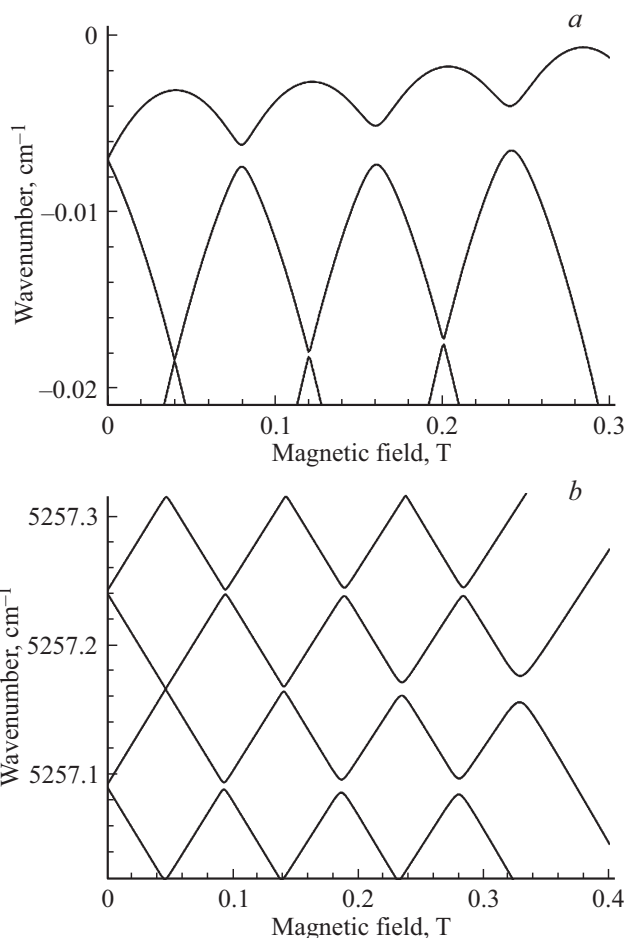 a
0
−0.01
−0.02
Wavenumber, cm−1
0
0.1
0.2
0.3
Magnetic field, T
b
5257.3
5257.2
5257.1
Wavenumber, cm−1
0
0.1
0.2
0.3
0.4
Magnetic field, T